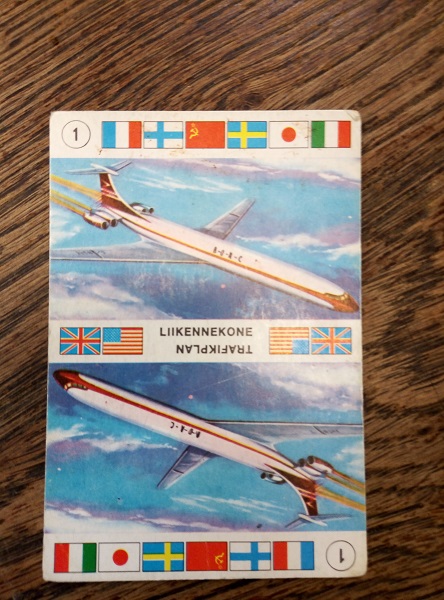 1
B-O-A-C
LIIKENNEKONE
TRAFIKPLAN
B-O-A-C
1